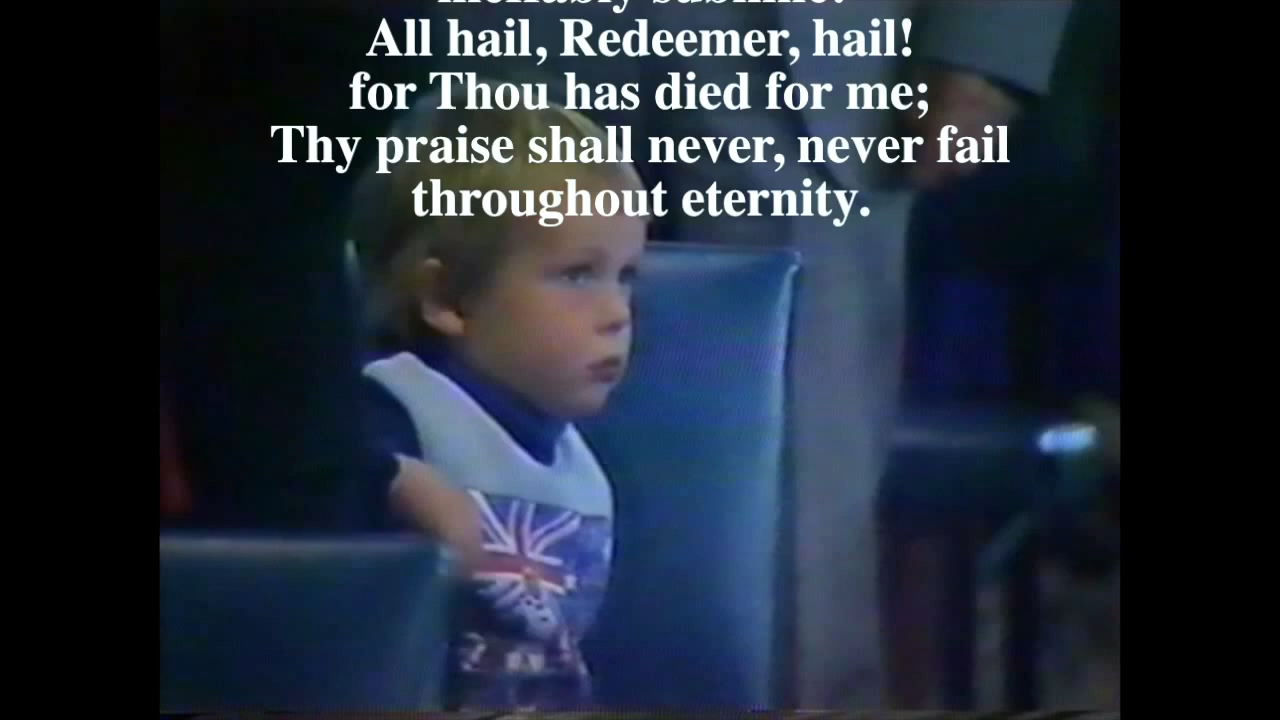 All hail, Redeemer, hail!
for Thou has died for me;
Thy praise shall never, never fail
throughout eternity.